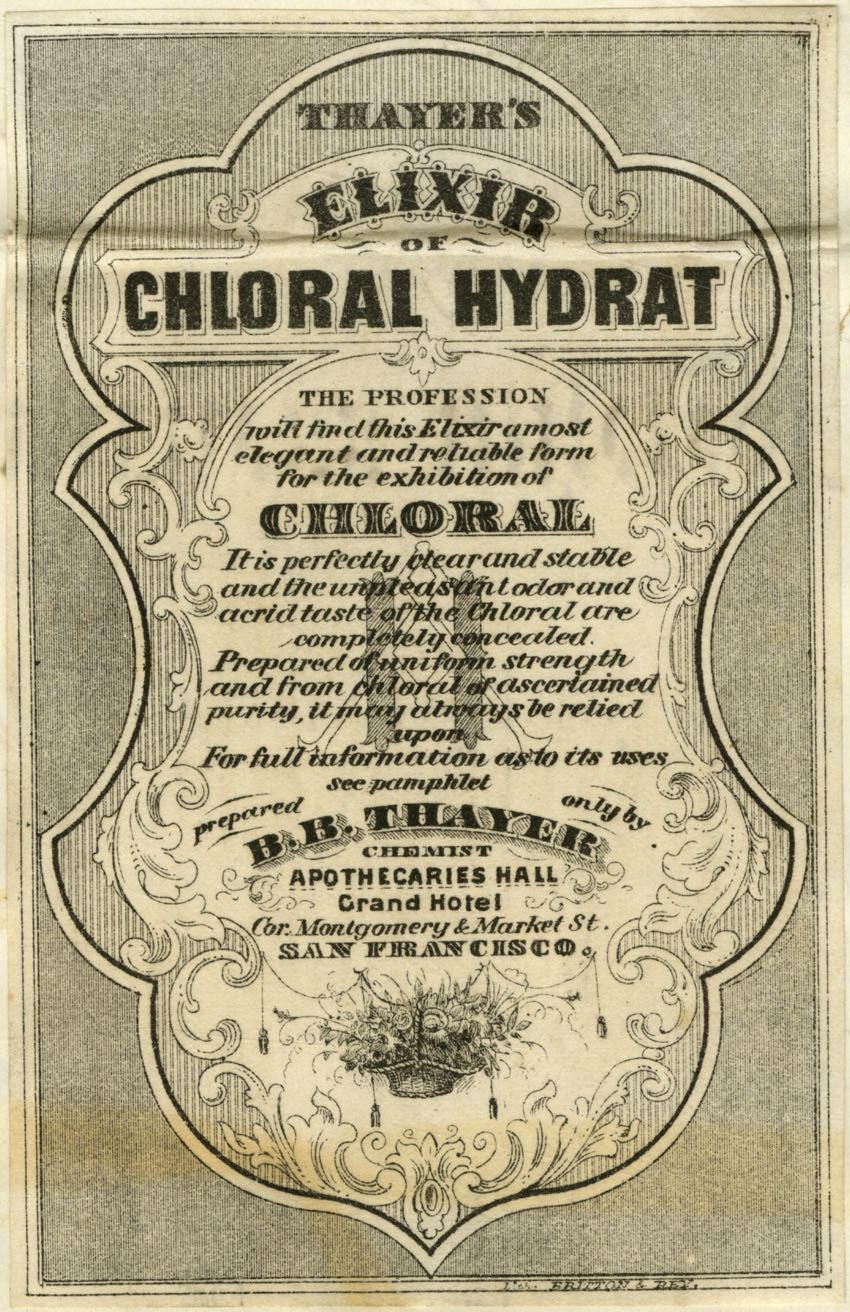 THAYER'S
ELIXIR
OF
CHLORAL HYDRAT
THE PROFESSION
will find this Elixir a most
elegant and reliable form
for the exhibition of
CHLORAL
It is perfectly clear and stable
and the unpleasant odor and
acrid taste of the Chloral are
completely concealed.
Prepared of uniform strength
and from chloral of ascertained
purity, it may always be relied
upon
For full information as to its uses
see pamphlet
prepared only by
B.B. THAYER
CHEMIST
APOTHECARIES HALL
Grand Hotel
Cor. Montgomery & Market St.
SAN FRANCISCO.
BRITTON & REY.